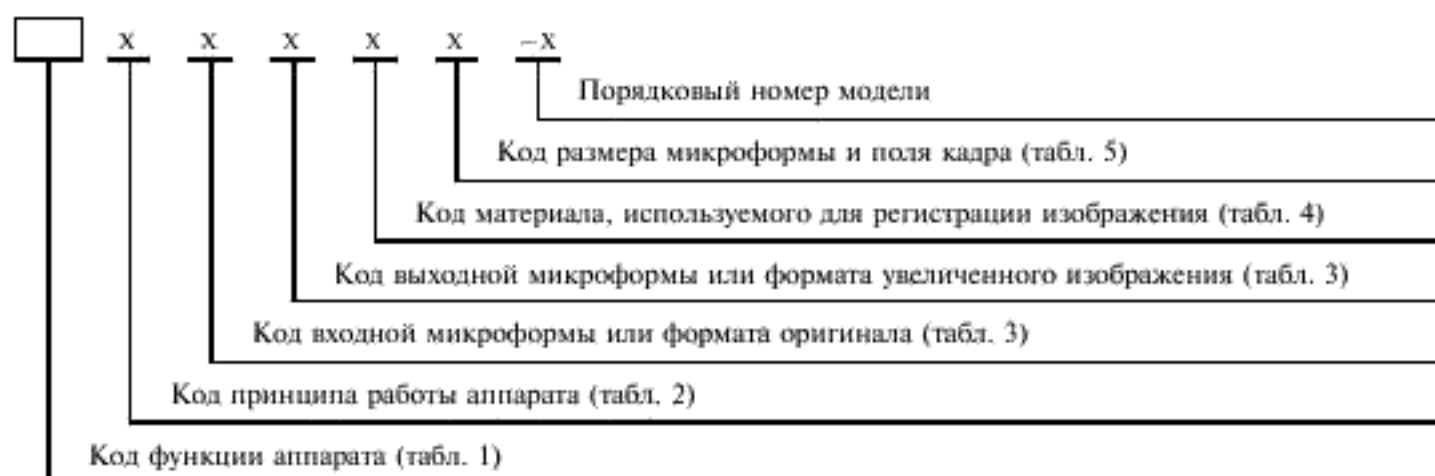 х х х х х –х
Порядковый номер модели
Код размера микроформы и поля кадра (табл. 5)
Код материала, используемого для регистрации изображения (табл. 4)
Код выходной микроформы или формата увеличенного изображения (табл. 3)
Код входной микроформы или формата оригинала (табл. 3)
Код принципа работы аппарата (табл. 2)
Код функции аппарата (табл. 1)